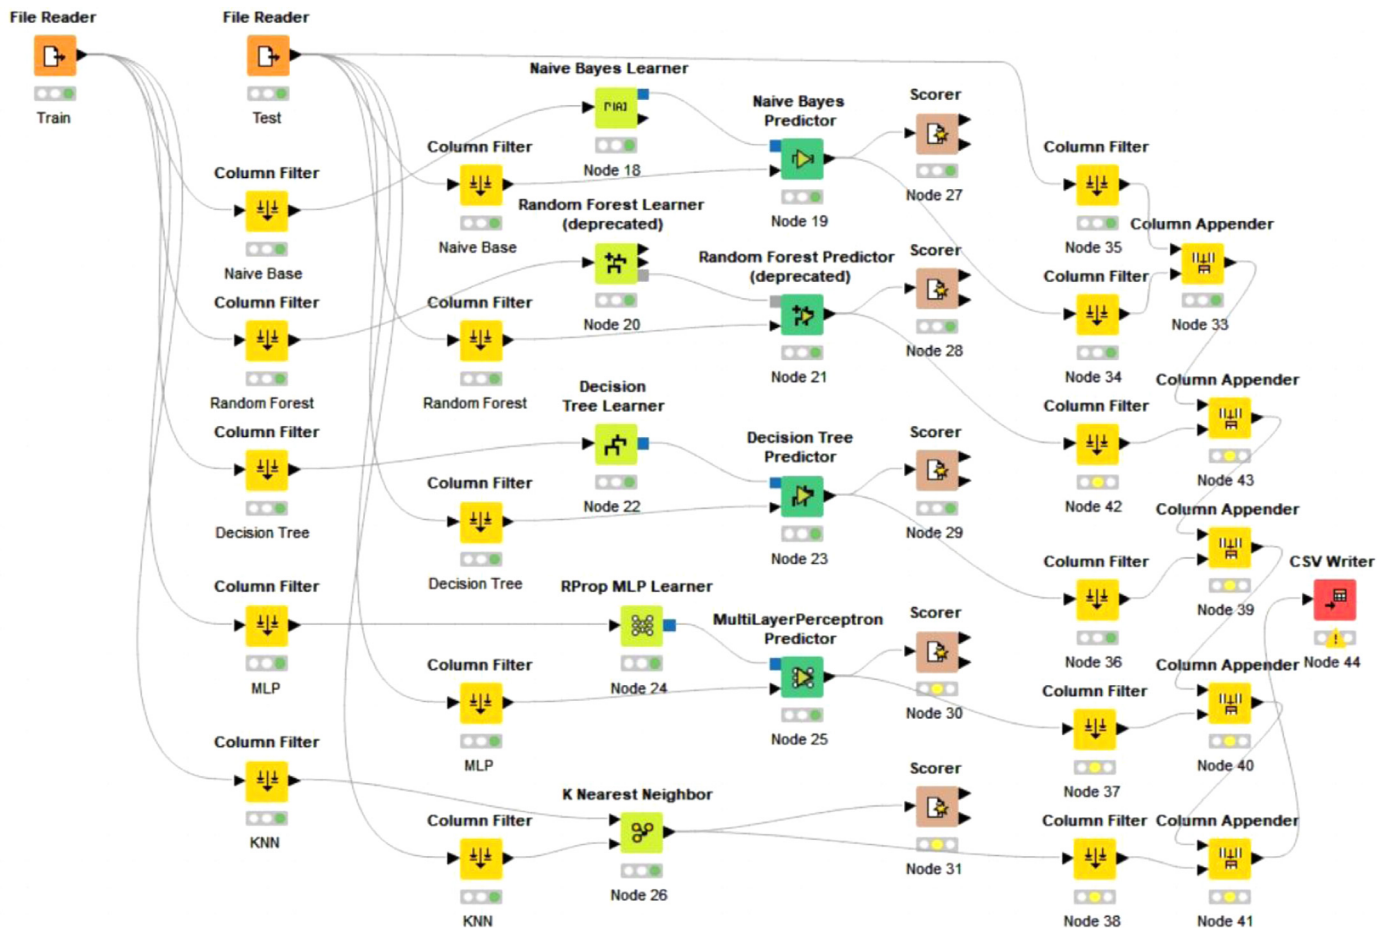 File Reader
File Reader
Train
Test
Naive Bayes Learner
Node 18
Naive Bayes
Predictor
Node 19
Scorer
Node 27
Column Filter
Naive Base
Column Filter
Naive Base
Column Filter
Node 35
Column Appender
Node 33
Random Forest Learner
(deprecated)
Node 20
Random Forest Predictor
(deprecated)
Node 21
Scorer
Node 28
Column Filter
Node 34
Column Filter
Random Forest
Column Filter
Random Forest
Column Appender
Node 43
Column Filter
Node 42
Decision
Tree Learner
Node 22
Decision Tree
Predictor
Node 23
Scorer
Node 29
Column Filter
Decision Tree
Column Filter
Decision Tree
Column Appender
Node 39
Column Filter
Node 36
CSV Writer
Node 44
Column Filter
MLP
RProp MLP Learner
Node 24
MultiLayerPerceptron
Predictor
Node 25
Scorer
Node 30
Column Filter
MLP
Column Appender
Node 40
Column Filter
Node 37
Column Filter
KNN
K Nearest Neighbor
Node 26
Scorer
Node 31
Column Filter
KNN
Column Filter
Node 38
Column Appender
Node 41